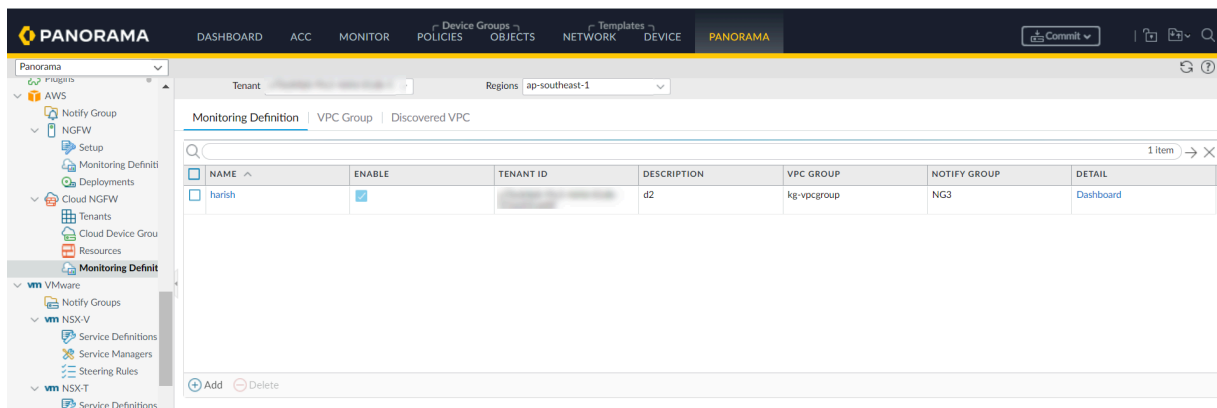 PANORAMA
DASHBOARD ACC MONITOR Device Groups POLICIES OBJECTS Templates NETWORK DEVICE PANORAMA Commit
Panorama
Plugins
Tenant Regions ap-southeast-1
AWS
Notify Group
NGFW
Setup
Monitoring Definiti
Deployments
Cloud NGFW
Tenants
Cloud Device Grou
Resources
Monitoring Definit
vm VMware
Notify Groups
vm NSX-V
Service Definitions
Service Managers
Steering Rules
vm NSX-T
Service Definitions
Monitoring Definition VPC Group Discovered VPC
1 item
NAME ENABLE TENANT ID DESCRIPTION VPC GROUP NOTIFY GROUP DETAIL
harish d2 kg-vpcgroup NG3 Dashboard
Add Delete